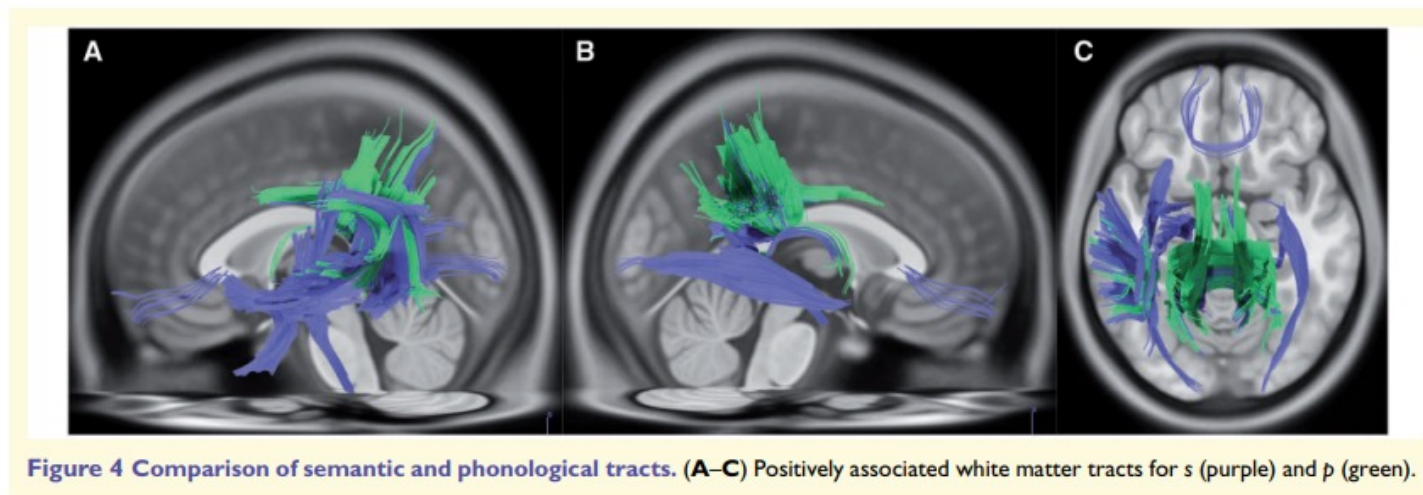 A
B
C
Figure 4 Comparison of semantic and phonological tracts. (A–C) Positively associated white matter tracts for s (purple) and p (green).